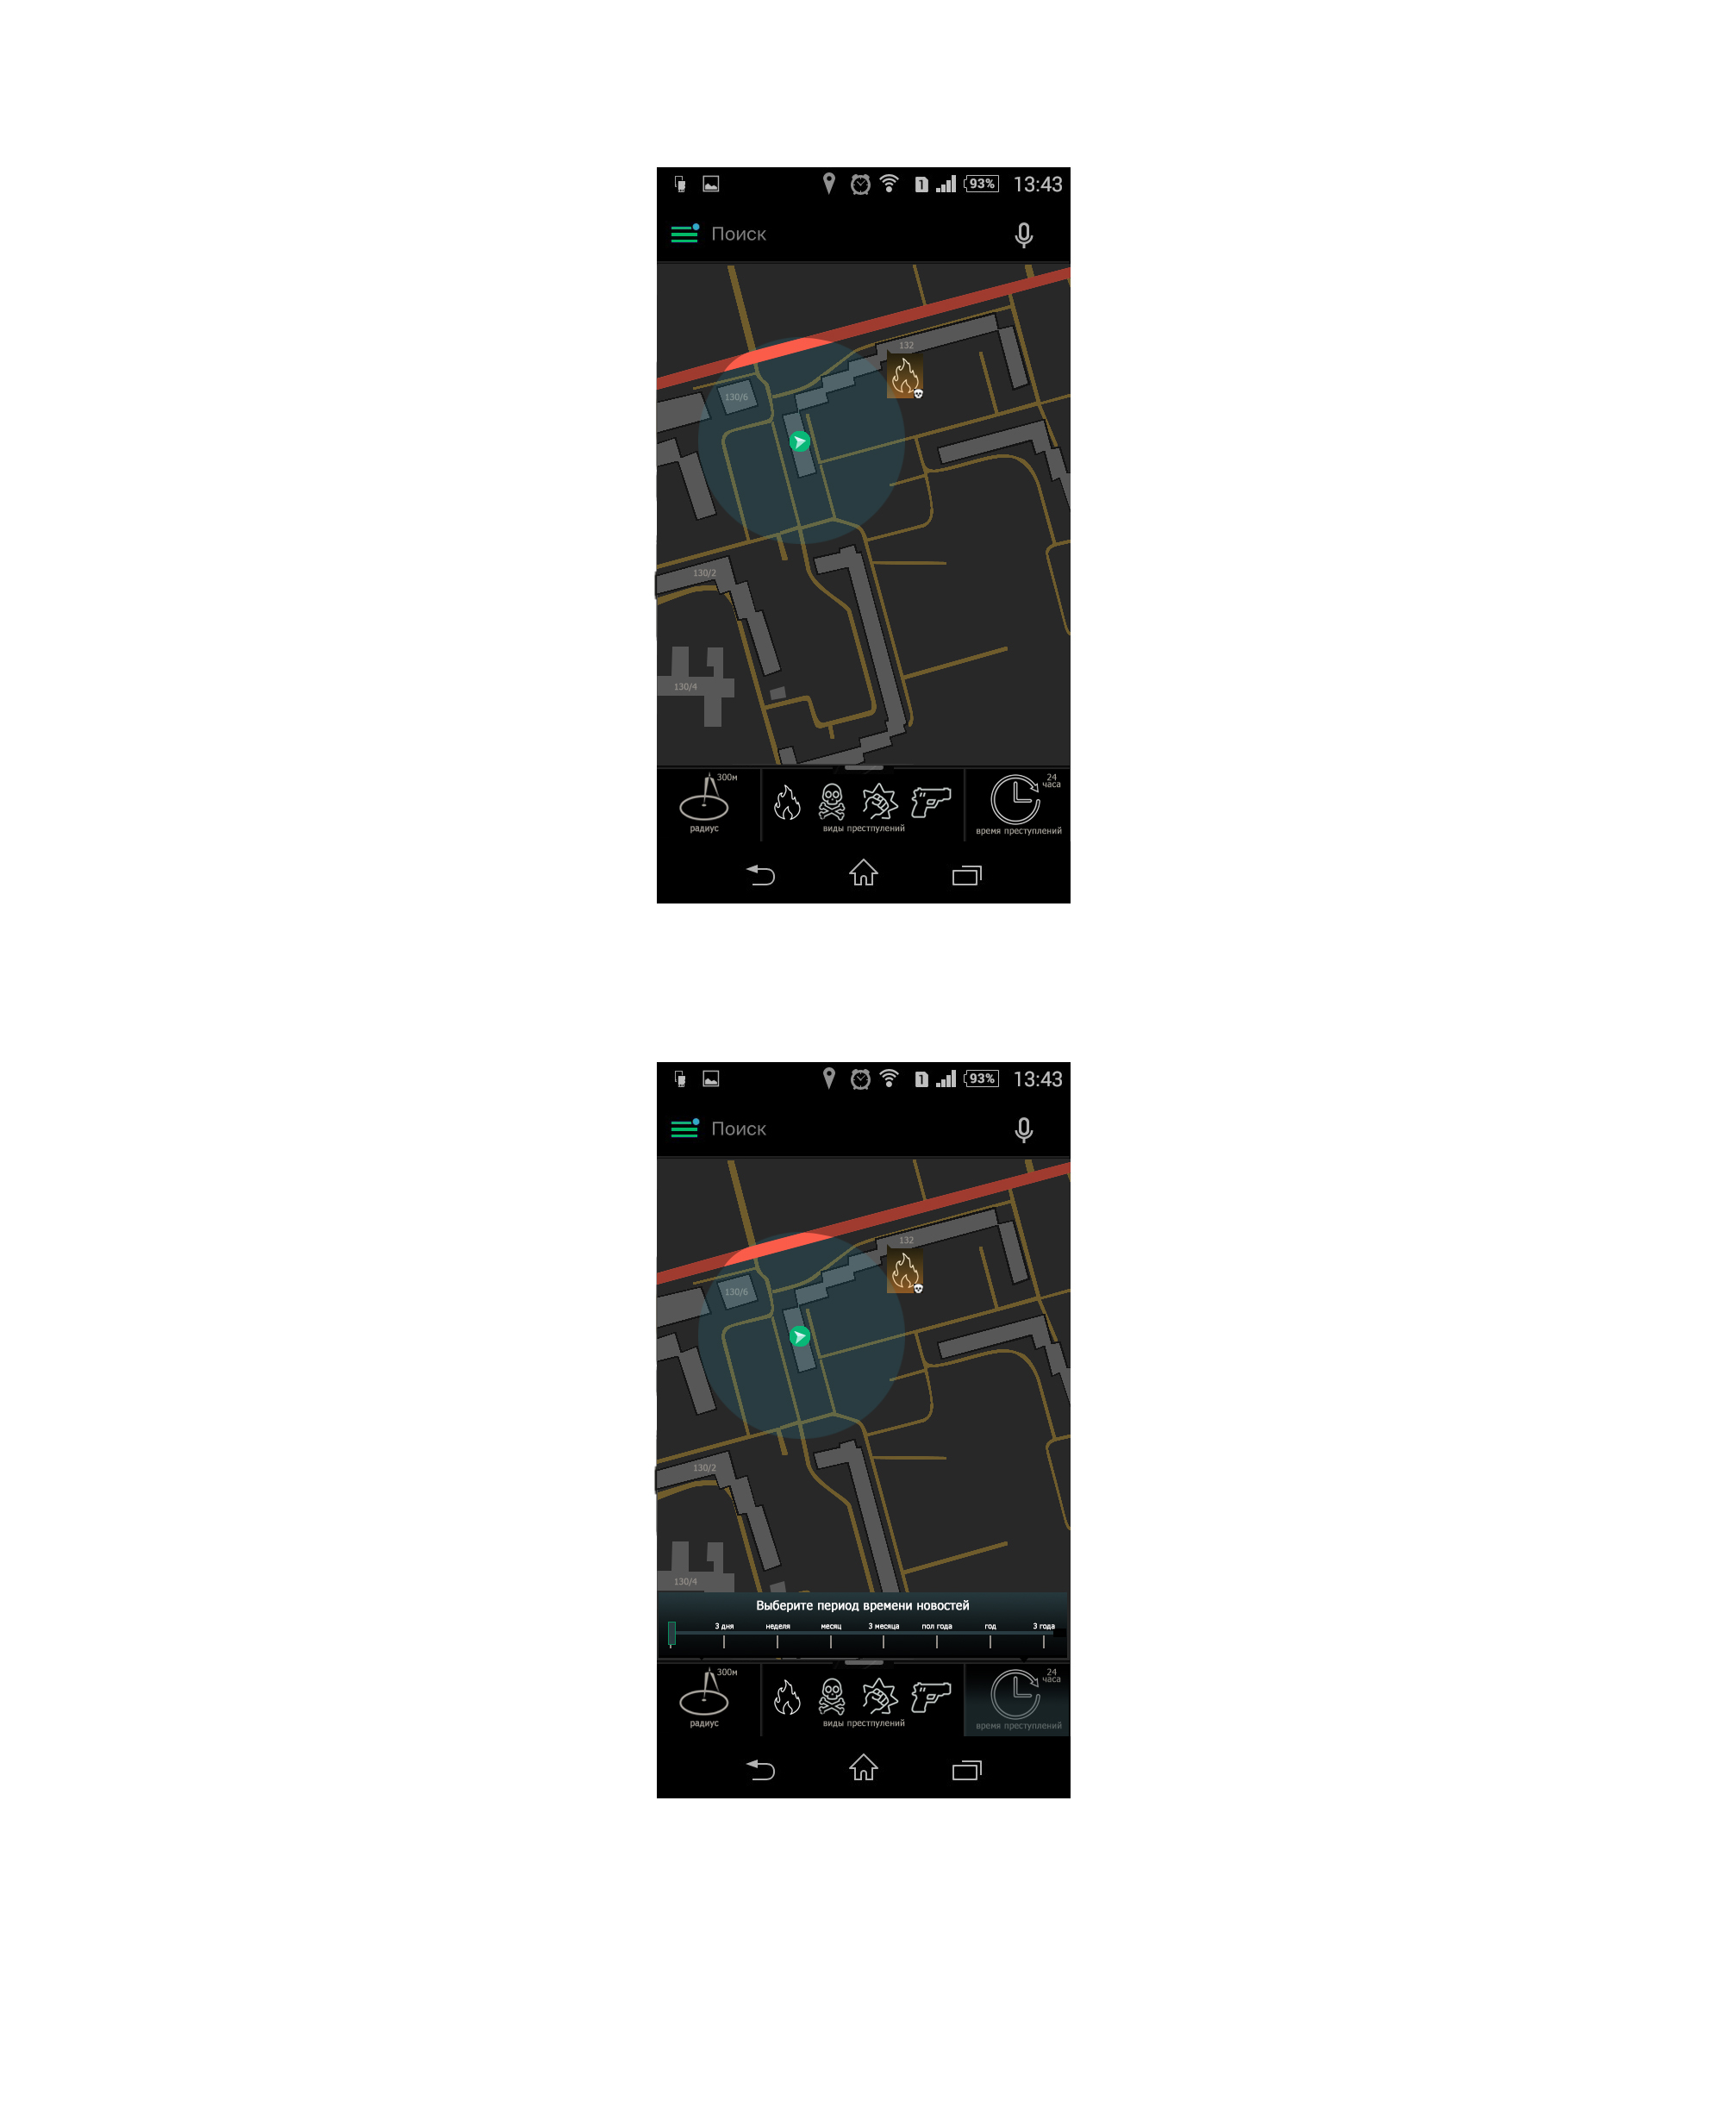 93% 13:43
Поиск
132
130/6
130/2
130/4
300м
24
часа
радиус
виды престпулений
время преступлений
93% 13:43
Поиск
132
130/6
130/2
130/4
Выберите период времени новостей
3 дня неделя месяц 3 месяца пол года год 3 года
300м
24
часа
радиус
виды престпулений
время преступлений